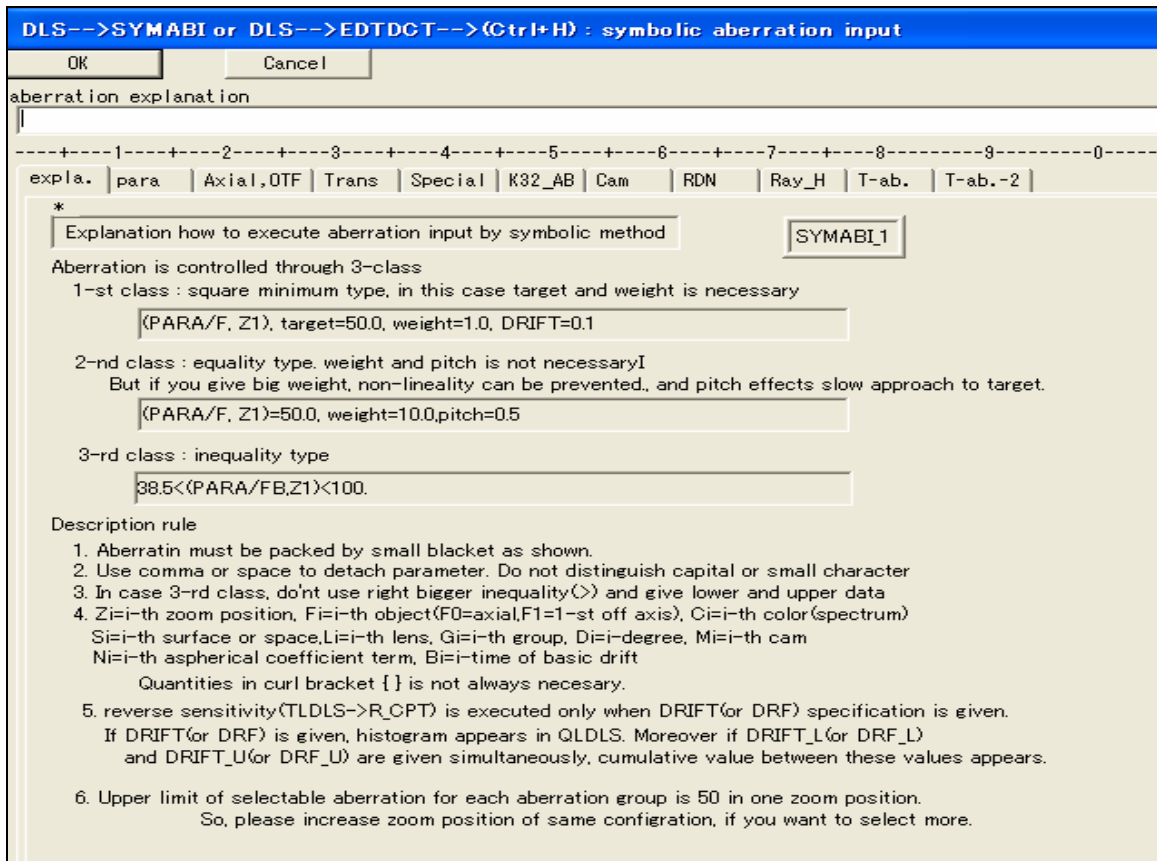 DLS-->SYMABI or DLS-->EDTDCT-->(Ctrl+H) : symbolic aberration input
OK Cancel
aberration explanation
----+----1----+----2----+----3----+----4----+----5----+----6----+----7----+----8---------9---------0-----
expla. para Axial,OTF Trans Special K32_AB Cam RDN Ray_H T-ab. T-ab.-2
*
Explanation how to execute aberration input by symbolic method SYMABI_1
Aberration is controlled through 3-class
1-st class : square minimum type, in this case target and weight is necessary
(PARA/F, Z1), target=50.0, weight=1.0, DRIFT=0.1
2-nd class : equality type. weight and pitch is not necessaryI
But if you give big weight, non-lineality can be prevented., and pitch effects slow approach to target.
(PARA/F, Z1)=50.0, weight=10.0,pitch=0.5
3-rd class : inequality type
38.5<(PARA/FB,Z1)<100.
Description rule
1. Aberratin must be packed by small blacket as shown.
2. Use comma or space to detach parameter. Do not distinguish capital or small character
3. In case 3-rd class, do'nt use right bigger inequality(>) and give lower and upper data
4. Zi=i-th zoom position, Fi=i-th object(F0=axial,F1=1-st off axis), Ci=i-th color(spectrum)
Si=i-th surface or space,Li=i-th lens, Gi=i-th group, Di=i-degree, Mi=i-th cam
Ni=i-th aspherical coefficient term, Bi=i-time of basic drift
Quantities in curl bracket { } is not always necesary.
5. reverse sensitivity(TLDLS->R_CPT) is executed only when DRIFT(or DRF) specification is given.
If DRIFT(or DRF) is given, histogram appears in QLDLS. Moreover if DRIFT_L(or DRF_L)
and DRIFT_U(or DRF_U) are given simultaneously, cumulative value between these values appears.
6. Upper limit of selectable aberration for each aberration group is 50 in one zoom position.
So, please increase zoom position of same configration, if you want to select more.